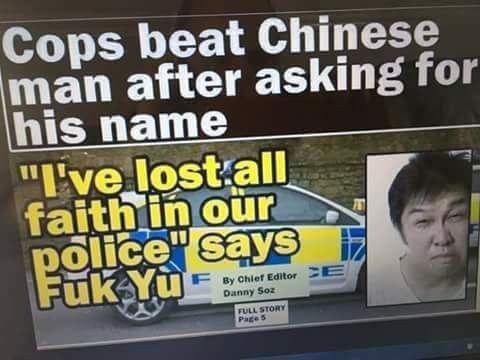 Cops beat Chinese
man after asking for
his name
"I've lost all
faith in our
police" says
Fuk Yu
By Chief Editor
Danny Soz
FULL STORY
Page 5